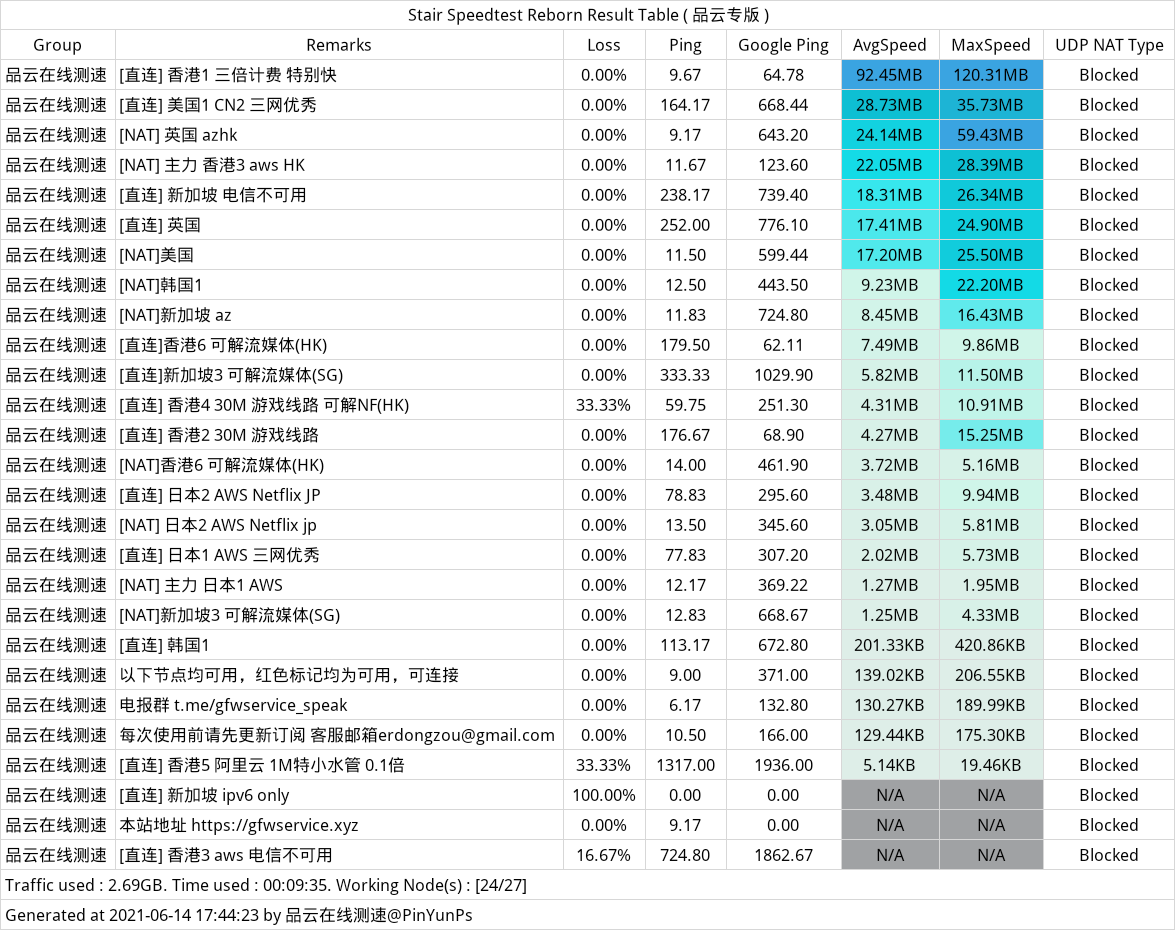 Stair Speedtest Reborn Result Table ( 品云专版 )
Group Remarks Loss Ping Google Ping AvgSpeed MaxSpeed UDP NAT Type
品云在线测速 [直连] 香港1 三倍计费 特别快 0.00% 9.67 64.78 92.45MB 120.31MB Blocked
品云在线测速 [直连] 美国1 CN2 三网优秀 0.00% 164.17 668.44 28.73MB 35.73MB Blocked
品云在线测速 [NAT] 英国 azhk 0.00% 9.17 643.20 24.14MB 59.43MB Blocked
品云在线测速 [NAT] 主力 香港3 aws HK 0.00% 11.67 123.60 22.05MB 28.39MB Blocked
品云在线测速 [直连] 新加坡 电信不可用 0.00% 238.17 739.40 18.31MB 26.34MB Blocked
品云在线测速 [直连] 英国 0.00% 252.00 776.10 17.41MB 24.90MB Blocked
品云在线测速 [NAT]美国 0.00% 11.50 599.44 17.20MB 25.50MB Blocked
品云在线测速 [NAT]韩国1 0.00% 12.50 443.50 9.23MB 22.20MB Blocked
品云在线测速 [NAT]新加坡 az 0.00% 11.83 724.80 8.45MB 16.43MB Blocked
品云在线测速 [直连]香港6 可解流媒体(HK) 0.00% 179.50 62.11 7.49MB 9.86MB Blocked
品云在线测速 [直连]新加坡3 可解流媒体(SG) 0.00% 333.33 1029.90 5.82MB 11.50MB Blocked
品云在线测速 [直连] 香港4 30M 游戏线路 可解NF(HK) 33.33% 59.75 251.30 4.31MB 10.91MB Blocked
品云在线测速 [直连] 香港2 30M 游戏线路 0.00% 176.67 68.90 4.27MB 15.25MB Blocked
品云在线测速 [NAT]香港6 可解流媒体(HK) 0.00% 14.00 461.90 3.72MB 5.16MB Blocked
品云在线测速 [直连] 日本2 AWS Netflix JP 0.00% 78.83 295.60 3.48MB 9.94MB Blocked
品云在线测速 [NAT] 日本2 AWS Netflix jp 0.00% 13.50 345.60 3.05MB 5.81MB Blocked
品云在线测速 [直连] 日本1 AWS 三网优秀 0.00% 77.83 307.20 2.02MB 5.73MB Blocked
品云在线测速 [NAT] 主力 日本1 AWS 0.00% 12.17 369.22 1.27MB 1.95MB Blocked
品云在线测速 [NAT]新加坡3 可解流媒体(SG) 0.00% 12.83 668.67 1.25MB 4.33MB Blocked
品云在线测速 [直连] 韩国1 0.00% 113.17 672.80 201.33KB 420.86KB Blocked
品云在线测速 以下节点均可用，红色标记均为可用，可连接 0.00% 9.00 371.00 139.02KB 206.55KB Blocked
品云在线测速 电报群 t.me/gfwservice_speak 0.00% 6.17 132.80 130.27KB 189.99KB Blocked
品云在线测速 每次使用前请先更新订阅 客服邮箱erdongzou@gmail.com 0.00% 10.50 166.00 129.44KB 175.30KB Blocked
品云在线测速 [直连] 香港5 阿里云 1M特小水管 0.1倍 33.33% 1317.00 1936.00 5.14KB 19.46KB Blocked
品云在线测速 [直连] 新加坡 ipv6 only 100.00% 0.00 0.00 N/A N/A Blocked
品云在线测速 本站地址 https://gfwservice.xyz 0.00% 9.17 0.00 N/A N/A Blocked
品云在线测速 [直连] 香港3 aws 电信不可用 16.67% 724.80 1862.67 N/A N/A Blocked
Traffic used : 2.69GB. Time used : 00:09:35. Working Node(s) : [24/27]
Generated at 2021-06-14 17:44:23 by 品云在线测速@PinYunPs